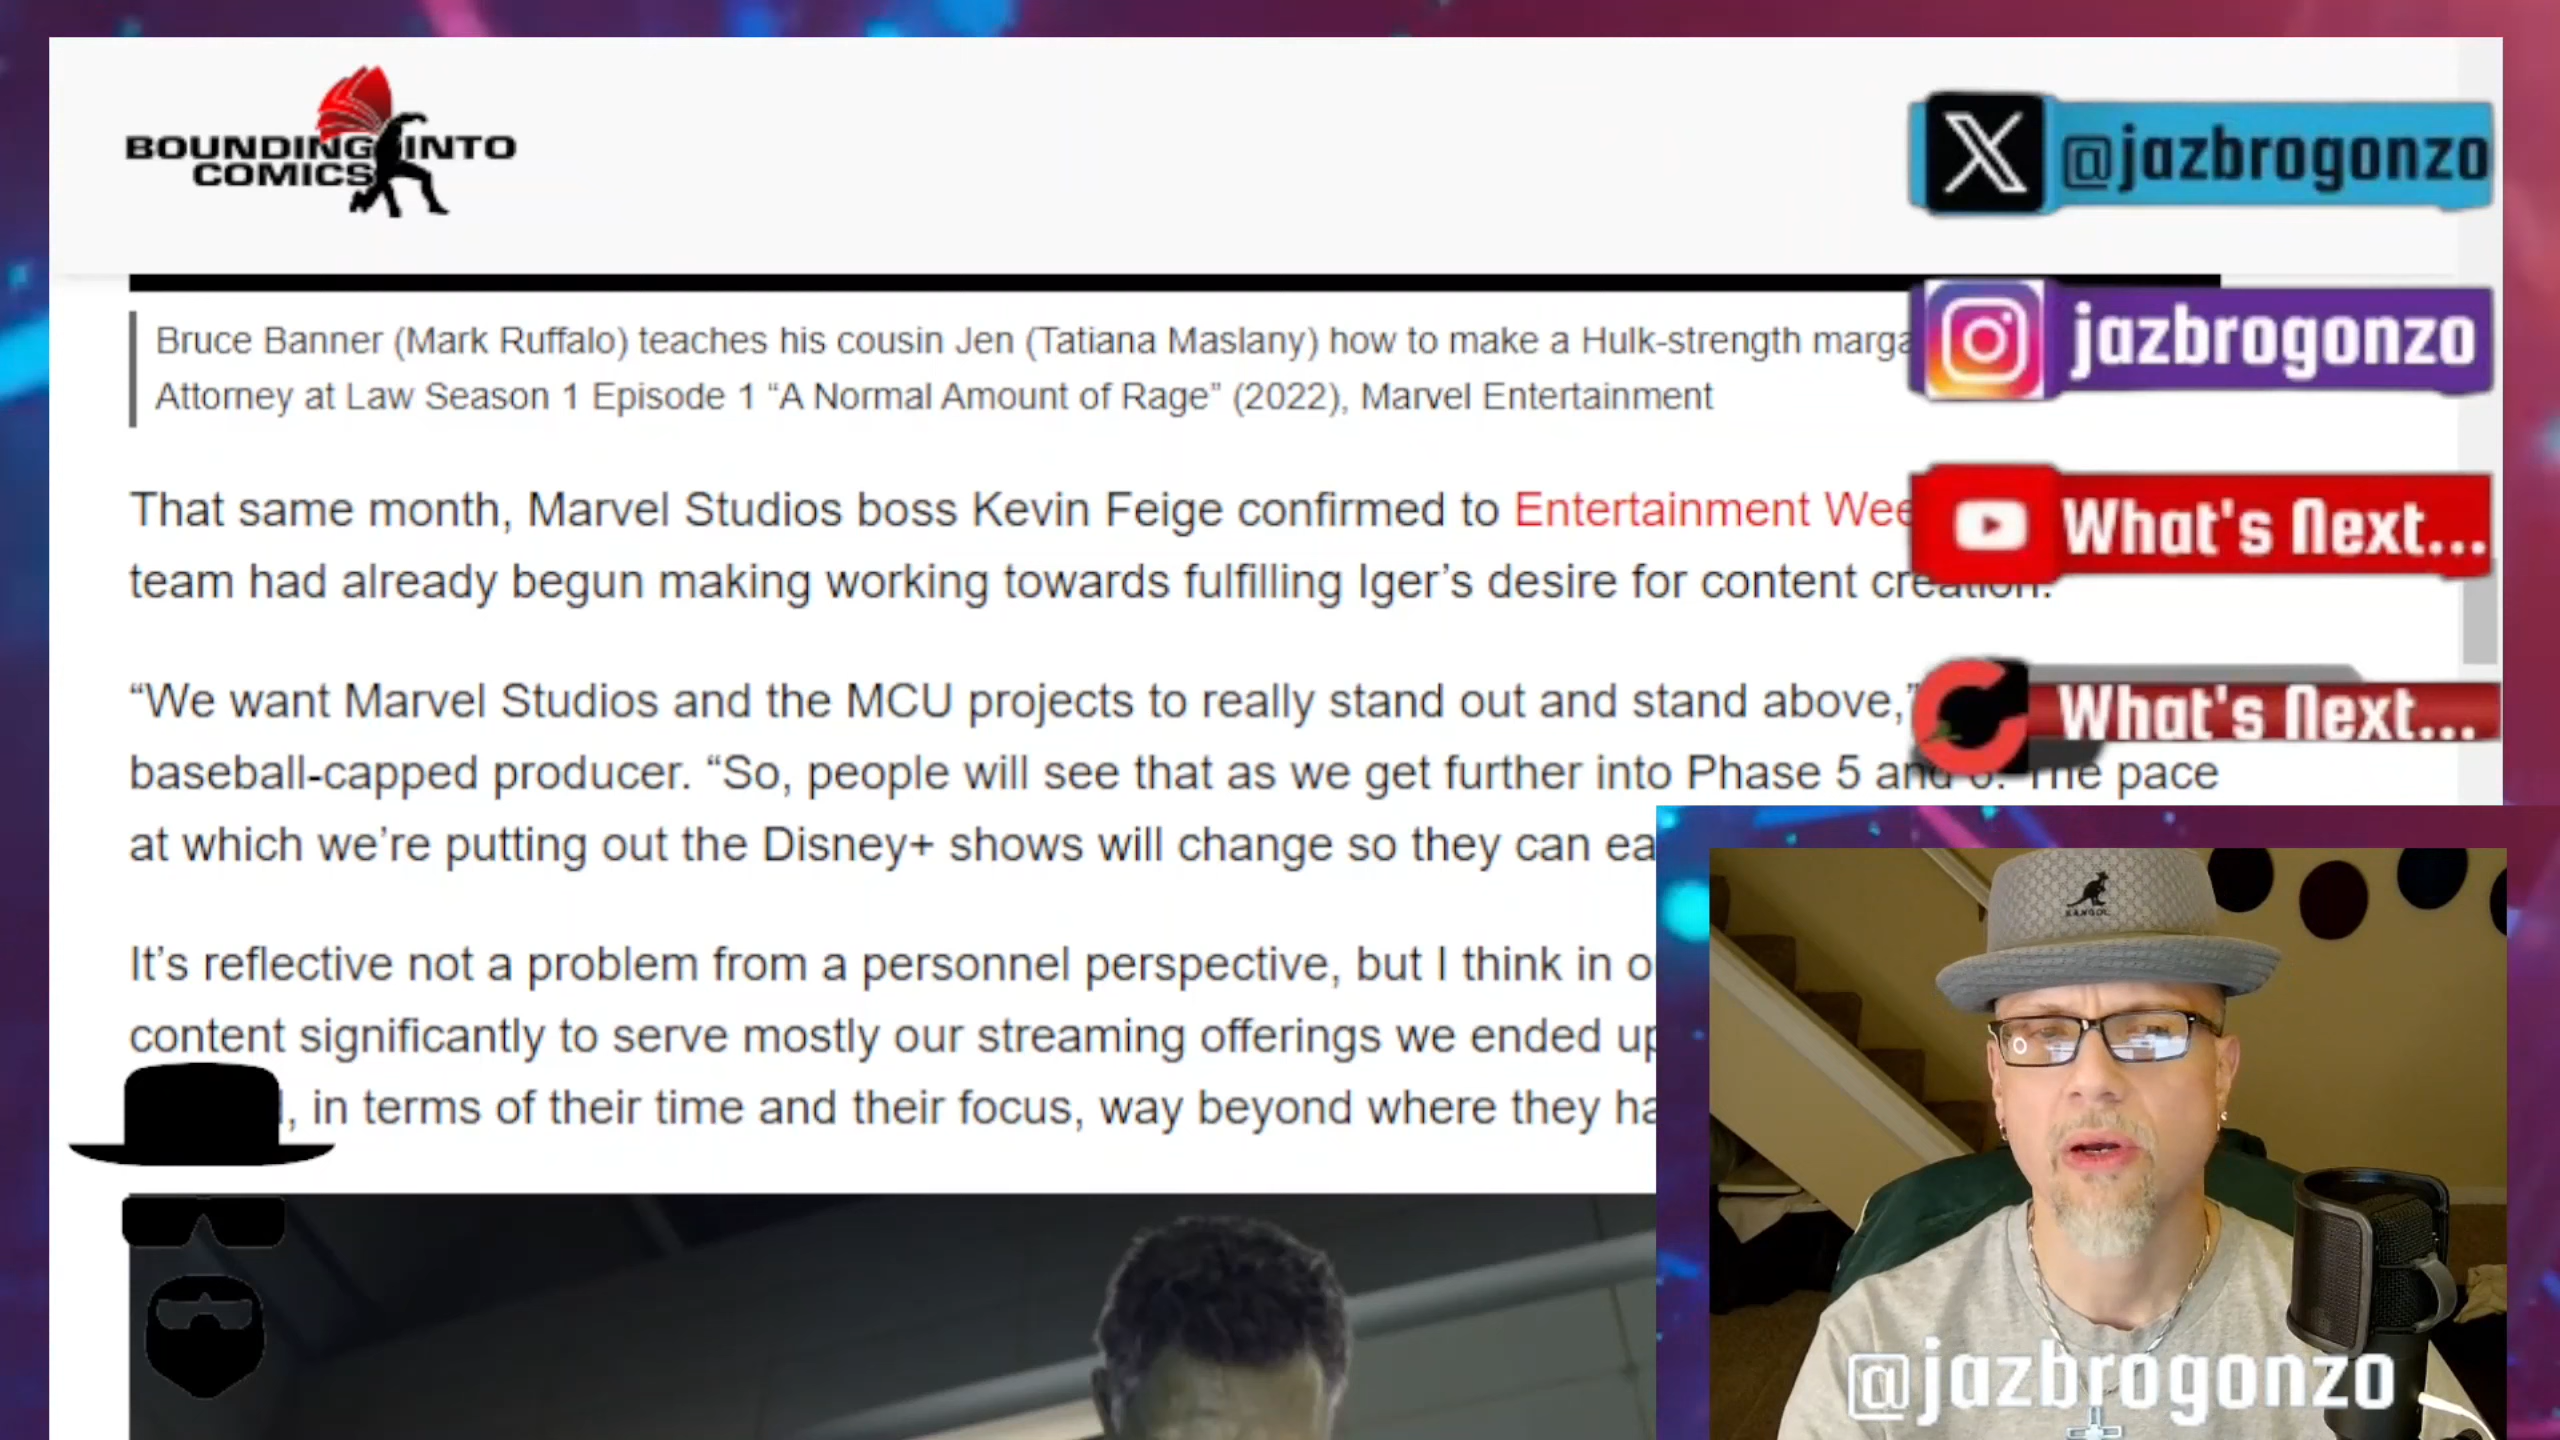 BOUNDING INTO
COMICS
@jazbrogonzo
jazbrogonzo
What's Next...
What's Next...
Bruce Banner (Mark Ruffalo) teaches his cousin Jen (Tatiana Maslany) how to make a Hulk-strength
Attorney at Law Season 1 Episode 1 “A Normal Amount of Rage” (2022), Marvel Entertainment
That same month, Marvel Studios boss Kevin Feige confirmed to Entertainment
team had already begun making working towards fulfilling Iger’s desire for content creation.
“We want Marvel Studios and the MCU projects to really stand out and stand above,”
baseball-capped producer. “So, people will see that as we get further into Phase 5 and 6. The pace
at which we’re putting out the Disney+ shows will change so they can
It’s reflective not a problem from a personnel perspective, but I think in
content significantly to serve mostly our streaming offerings we ended
in terms of their time and their focus, way beyond where they
KANGOL
@jazbrogonzo